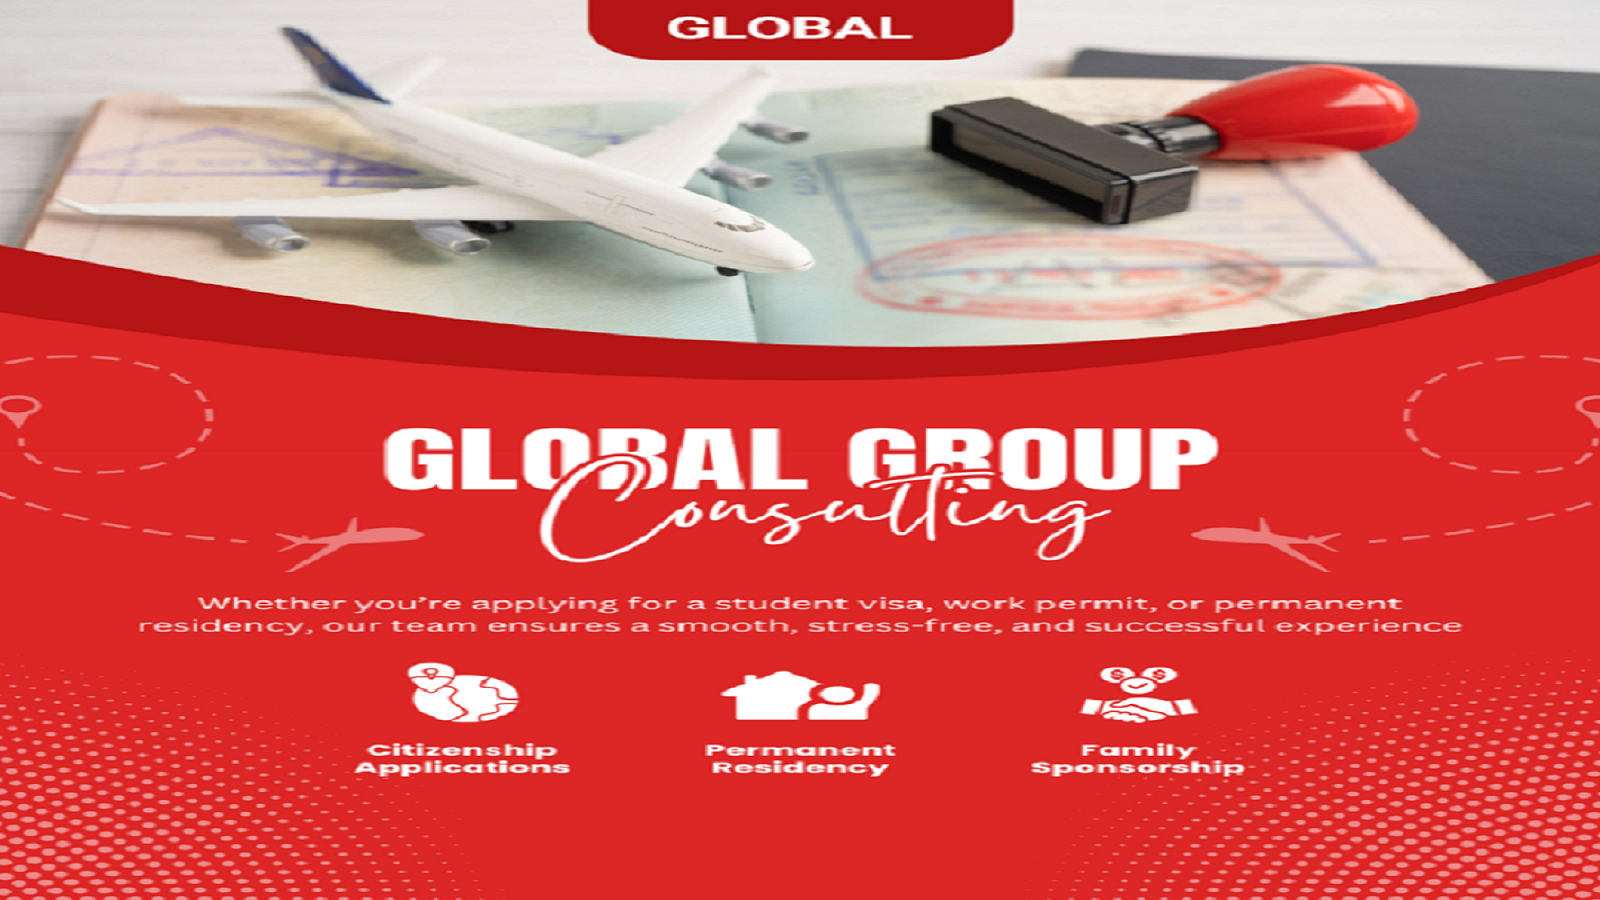 GLOBAL
GLOBAL GROUP
Consulting
Whether you're applying for a student visa, work permit, or permanent
residency, our team ensures a smooth, stress-free, and successful experience
Citizenship
Applications
Permanent
Residency
Family
Sponsorship